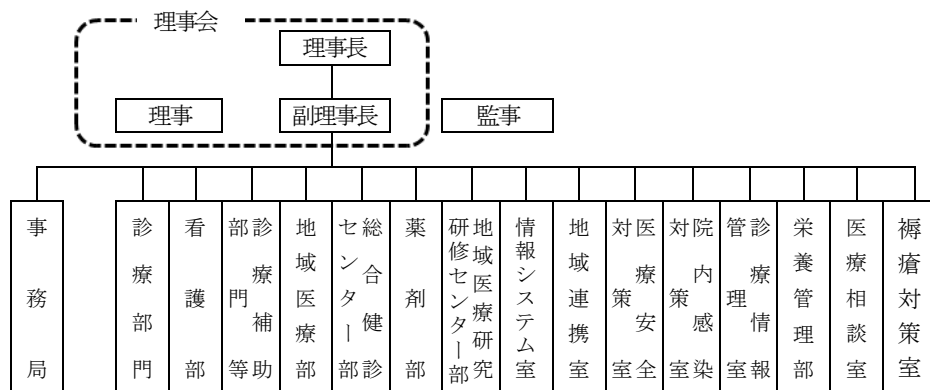 理事会
理事長
理事
副理事長
監事
事務局
診療部門
看護部
診療補助
部門等
地域医療部
総合健診
センター部
薬剤部
地域医療研究
研修センター部
情報システム室
地域連携室
医療安全
対策室
院内感染
対策室
診療情報
管理室
栄養管理部
医療相談室
褥瘡対策室